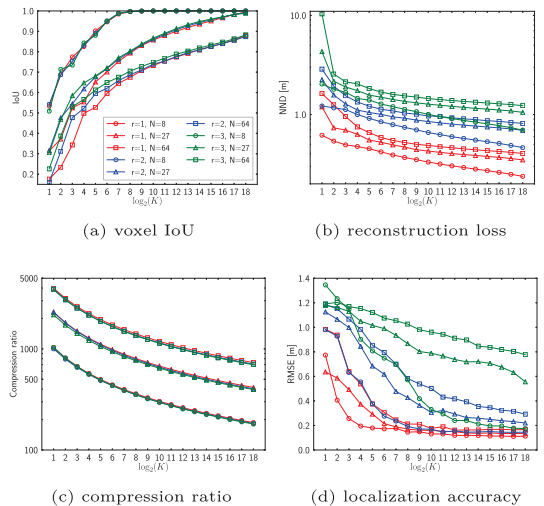 1.0
0.9
0.8
0.7
0.6
0.5
0.4
0.3
0.2
IoU
r=1, N=8
r=1, N=27
r=1, N=64
r=2, N=8
r=2, N=27
r=2, N=64
r=3, N=8
r=3, N=27
r=3, N=64
1 2 3 4 5 6 7 8 9 10 11 12 13 14 15 16 17 18
log₂(K)
(a) voxel IoU
10.0
1.0
NND [m]
1 2 3 4 5 6 7 8 9 10 11 12 13 14 15 16 17 18
log₂(K)
(b) reconstruction loss
5000
1000
500
100
Compression ratio
1 2 3 4 5 6 7 8 9 10 11 12 13 14 15 16 17 18
log₂(K)
(c) compression ratio
1.4
1.2
1.0
0.8
0.6
0.4
0.2
0.0
RMSE [m]
1 2 3 4 5 6 7 8 9 10 11 12 13 14 15 16 17 18
log₂(K)
(d) localization accuracy